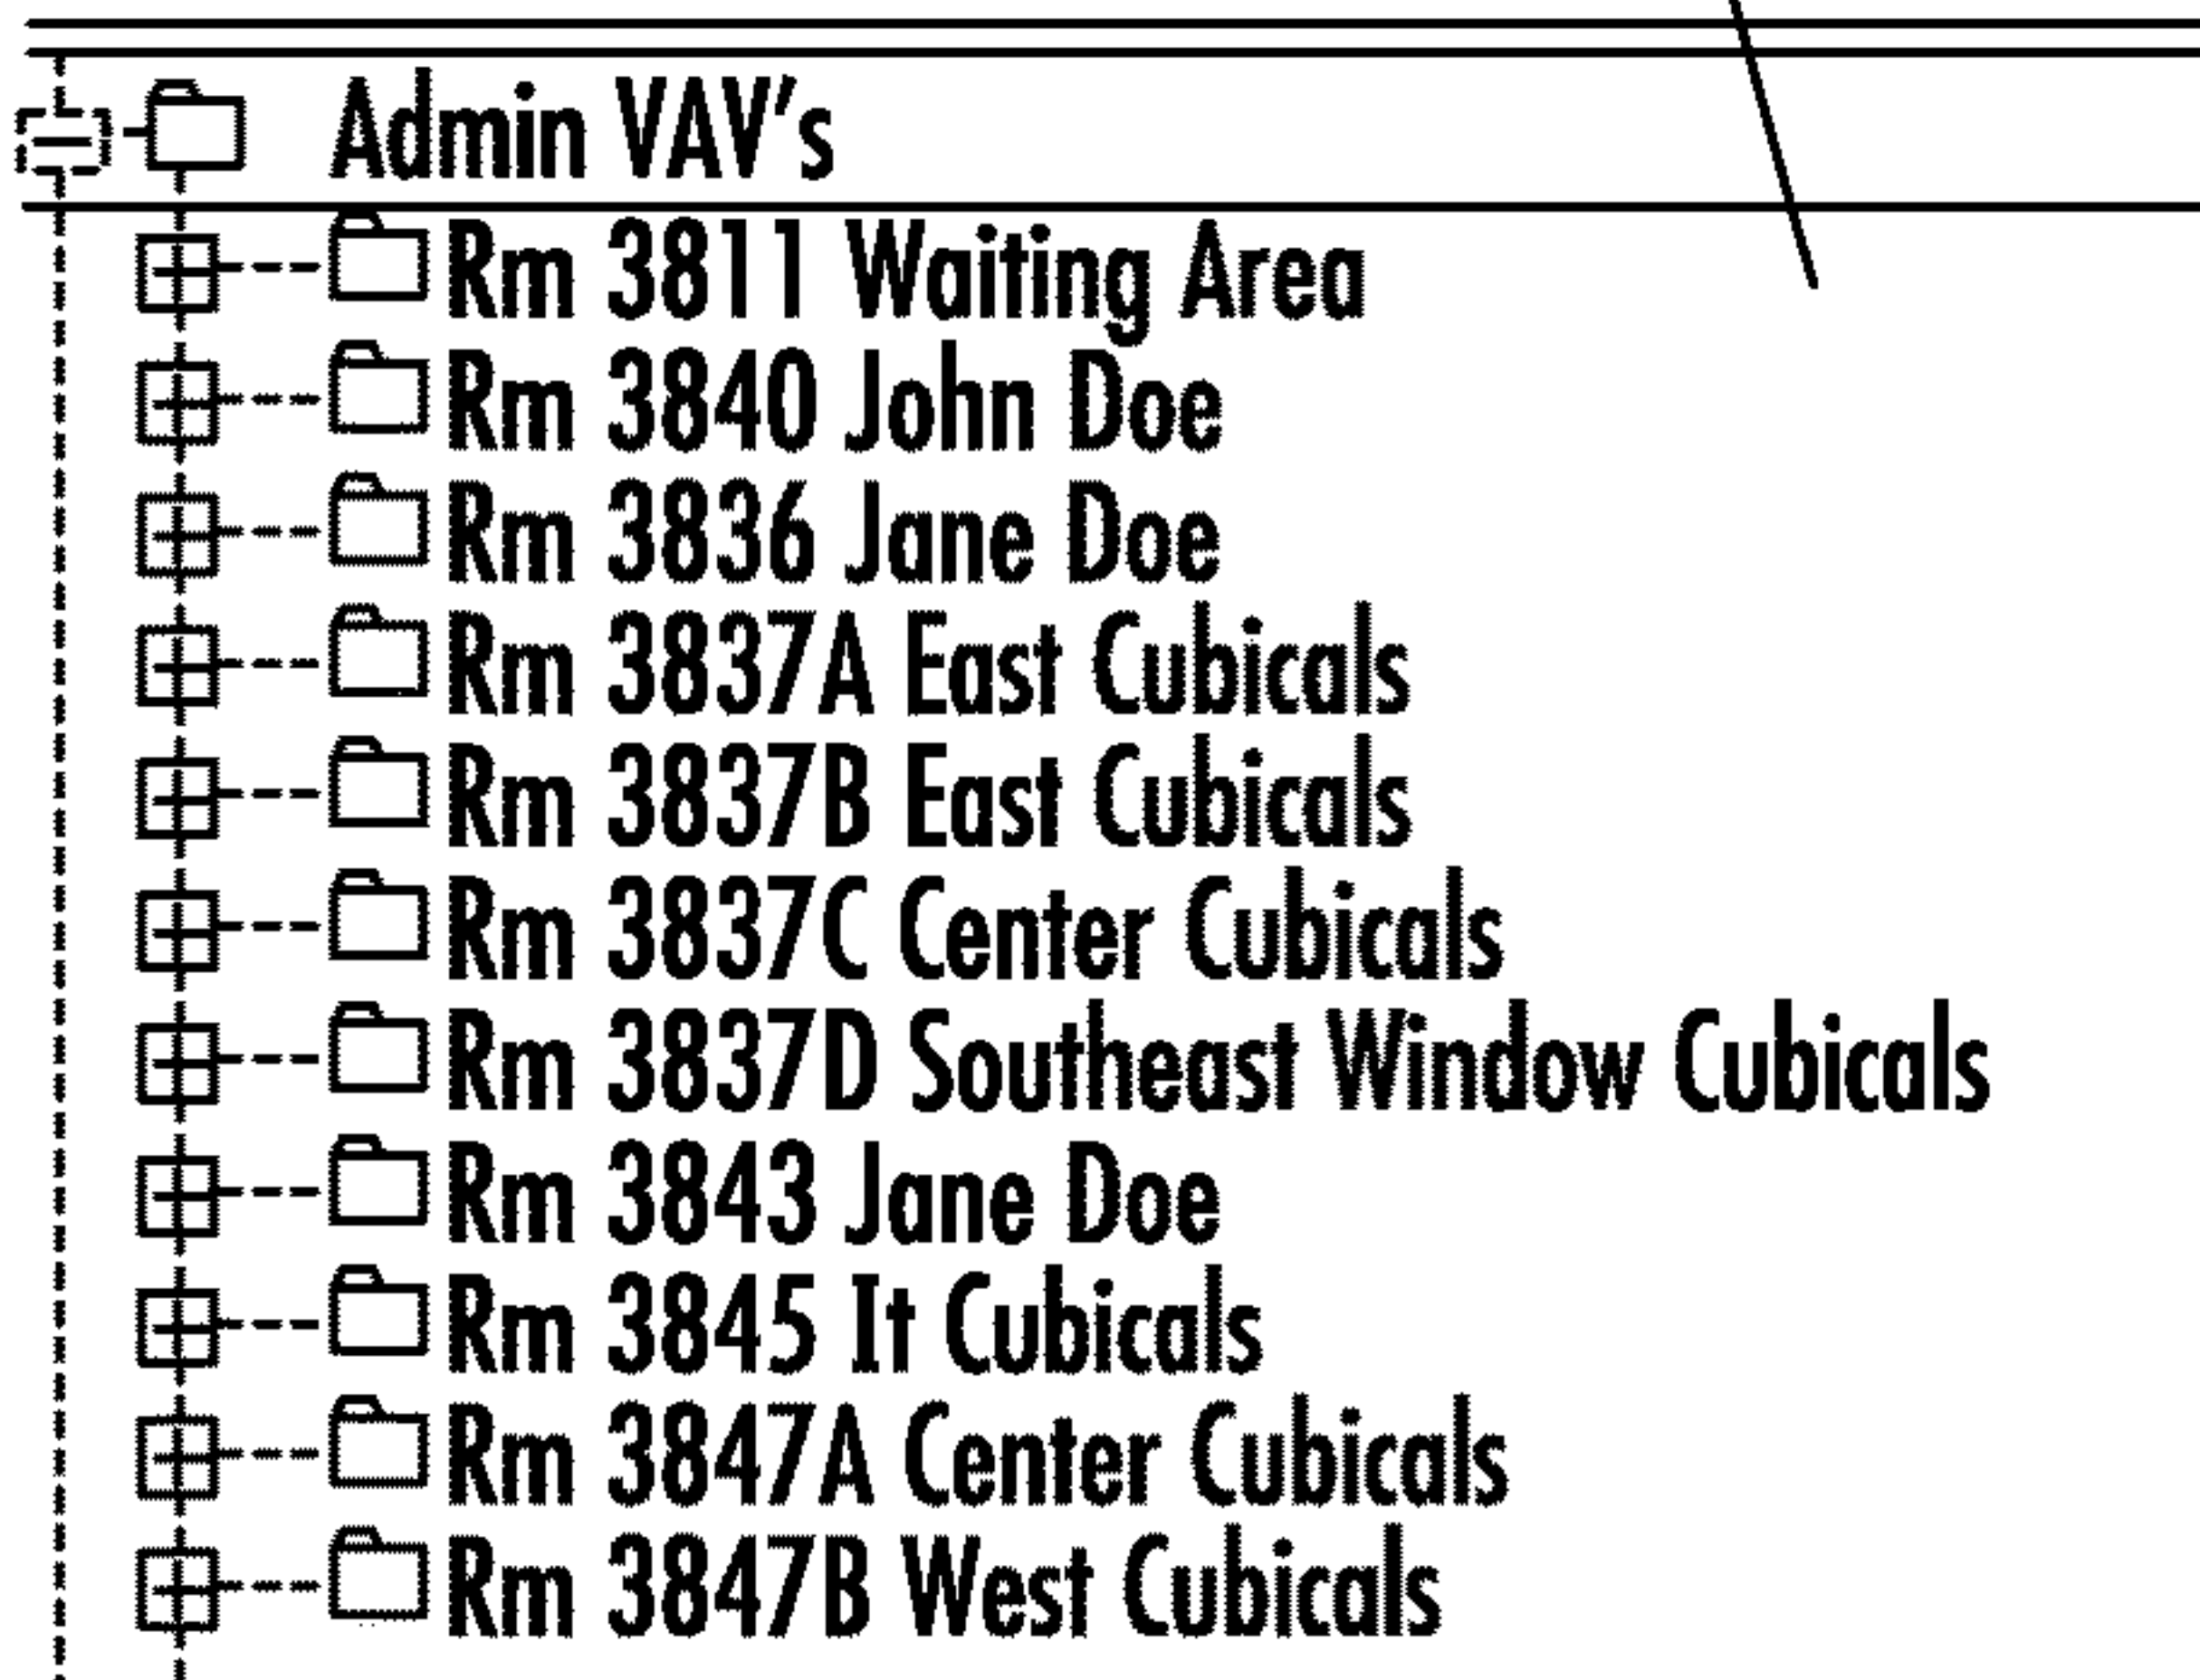 Admin VAV's
Rm 3811 Waiting Area
Rm 3840 John Doe
Rm 3836 Jane Doe
Rm 3837A East Cubicals
Rm 3837B East Cubicals
Rm 3837C Center Cubicals
Rm 3837D Southeast Window Cubicals
Rm 3843 Jane Doe
Rm 3845 It Cubicals
Rm 3847A Center Cubicals
Rm 3847B West Cubicals